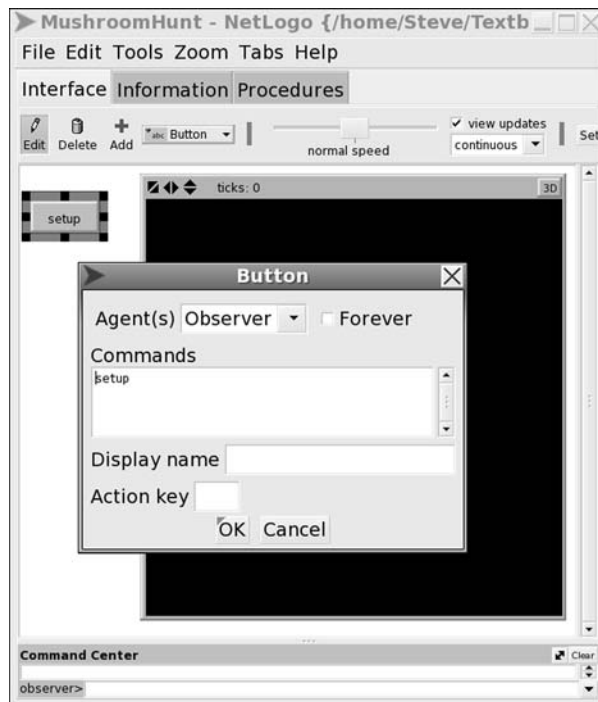 MushroomHunt - NetLogo {/home/Steve/Textb
File Edit Tools Zoom Tabs Help
Interface Information Procedures
Edit Delete Add abc Button normal speed view updates continuous Set
ticks: 0 3D
setup
Button
Agent(s) Observer Forever
Commands
setup
Display name
Action key
OK Cancel
Command Center Clear
observer>